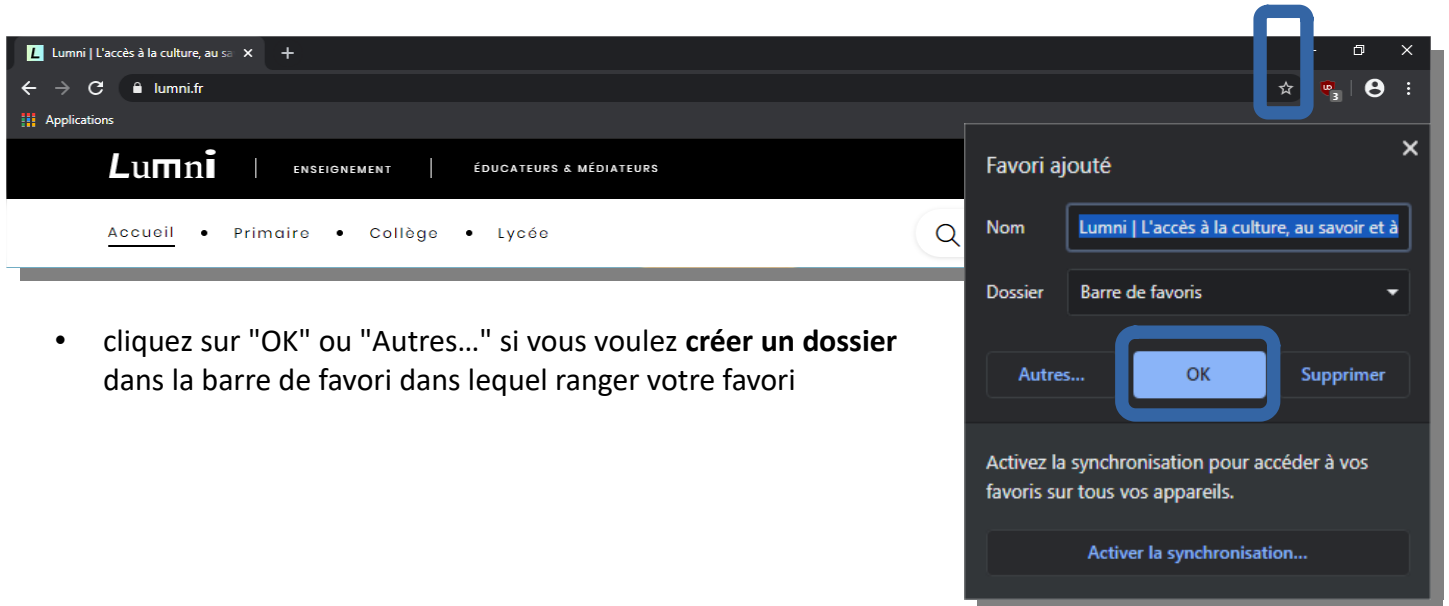 Lumni | L'accès à la culture, au sa
lumni.fr
3
Applications
Lumni | ENSEIGNEMENT | ÉDUCATEURS & MÉDIATEURS
Accueil • Primaire • Collège • Lycée
Favori ajouté
Nom Lumni | L'accès à la culture, au savoir et à
Dossier Barre de favoris
Autres... OK Supprimer
Activez la synchronisation pour accéder à vos
favoris sur tous vos appareils.
Activer la synchronisation...
• cliquez sur "OK" ou "Autres…" si vous voulez créer un dossier
dans la barre de favori dans lequel ranger votre favori